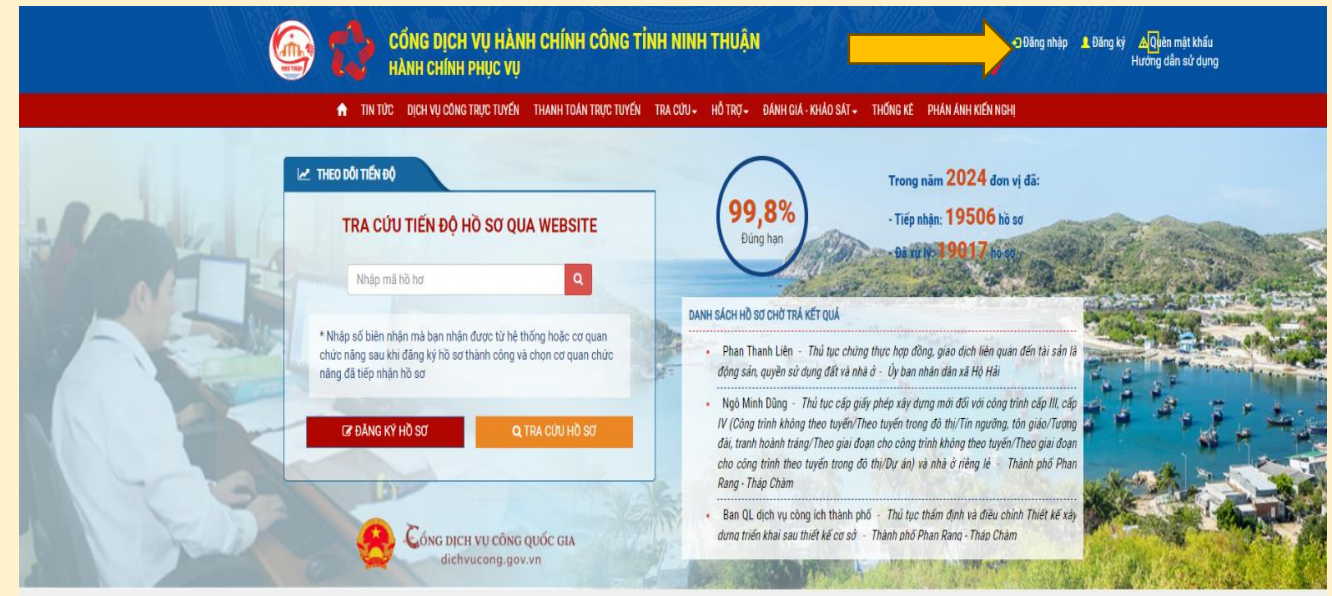 CỔNG DỊCH VỤ HÀNH CHÍNH CÔNG TỈNH NINH THUẬN
HÀNH CHÍNH PHỤC VỤ
Đăng nhập Đăng ký Quên mật khẩu
Hướng dẫn sử dụng
TIN TỨC DỊCH VỤ CÔNG TRỰC TUYẾN THANH TOÁN TRỰC TUYẾN TRA CỨU HỖ TRỢ ĐÁNH GIÁ - KHẢO SÁT THỐNG KÊ PHẢN ÁNH KIẾN NGHỊ
THEO DÕI TIẾN ĐỘ
TRA CỨU TIẾN ĐỘ HỒ SƠ QUA WEBSITE
Nhập mã hồ hơ
* Nhập số biên nhận mà bạn nhận được từ hệ thống hoặc cơ quan
chức năng sau khi đăng ký hồ sơ thành công và chọn cơ quan chức
năng đã tiếp nhận hồ sơ
ĐĂNG KÝ HỒ SƠ TRA CỨU HỒ SƠ
CỔNG DỊCH VỤ CÔNG QUỐC GIA
dichvucong.gov.vn
99,8%
Đúng hạn
Trong năm 2024 đơn vị đã:
- Tiếp nhận: 19506 hồ sơ
- Đã xử lý: 19017 hồ sơ
DANH SÁCH HỒ SƠ CHỜ TRẢ KẾT QUẢ
• Phan Thanh Liên - Thủ tục chứng thực hợp đồng, giao dịch liên quan đến tài sản là
động sản, quyền sử dụng đất và nhà ở - Ủy ban nhân dân xã Hộ Hải
• Ngô Minh Dũng - Thủ tục cấp giấy phép xây dựng mới đối với công trình cấp III, cấp
IV (Công trình không theo tuyến/Theo tuyến trong đô thị/Tín ngưỡng, tôn giáo/Tượng
đài, tranh hoành tráng/Theo giai đoạn cho công trình không theo tuyến/Theo giai đoạn
cho công trình theo tuyến trong đô thị/Dự án) và nhà ở riêng lẻ - Thành phố Phan
Rang - Tháp Chàm
• Ban QL dịch vụ công ích thành phố - Thủ tục thẩm định và điều chỉnh Thiết kế xây
dựng triển khai sau thiết kế cơ sở - Thành phố Phan Rang - Tháp Chàm